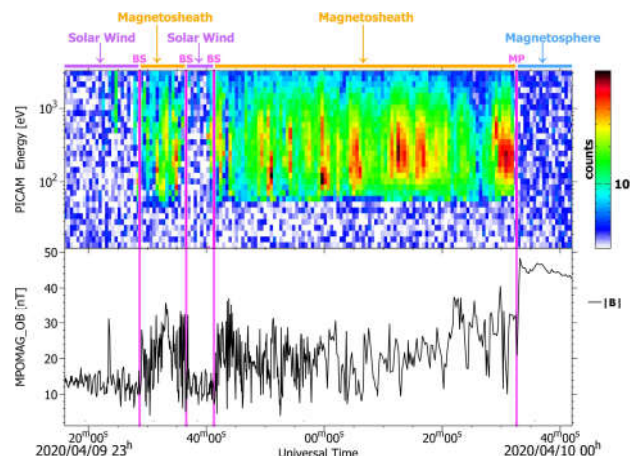 Magnetosheath Magnetosheath Magnetosphere
Solar Wind Solar Wind
BS BS BS MP
PICAM Energy [eV]
10³
10²
counts
10
MPOMAG_OB [nT]
50
40
30
20
10
|B|
20ᵐ00ˢ 40ᵐ00ˢ 00ᵐ00ˢ 20ᵐ00ˢ 40ᵐ00ˢ
2020/04/09 23ʰ Universal Time 2020/04/10 00ʰ